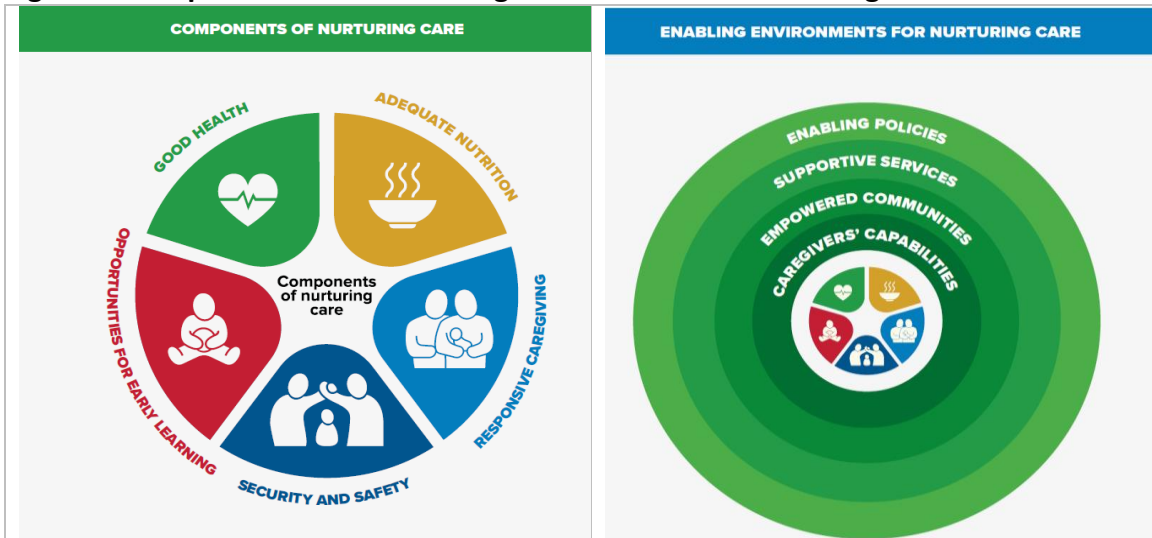 COMPONENTS OF NURTURING CARE
GOOD HEALTH
ADEQUATE NUTRITION
OPPORTUNITIES FOR EARLY LEARNING
Components
of nurturing
care
RESPONSIVE CAREGIVING
SECURITY AND SAFETY
ENABLING ENVIRONMENTS FOR NURTURING CARE
ENABLING POLICIES
SUPPORTIVE SERVICES
EMPOWERED COMMUNITIES
CAREGIVERS' CAPABILITIES